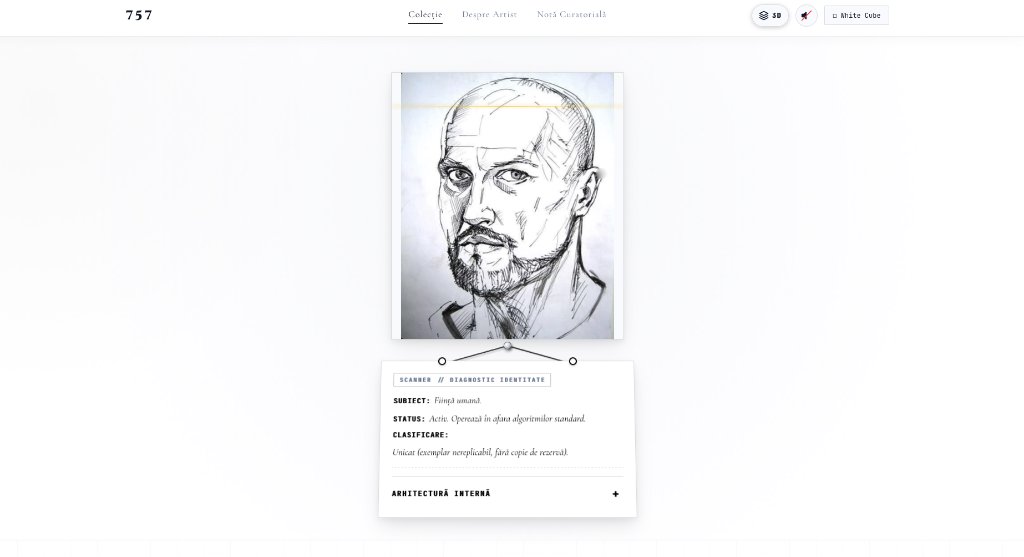 757
Colecție
Despre Artist
Notă Curatorială
3D
White Cube
SCANNER // DIAGNOSTIC IDENTITATE
SUBIECT: Ființă umană.
STATUS: Activ. Operează în afara algoritmilor standard.
CLASIFICARE:
Unicat (exemplar nereplicabil, fără copie de rezervă).
ARHITECTURĂ INTERNĂ +